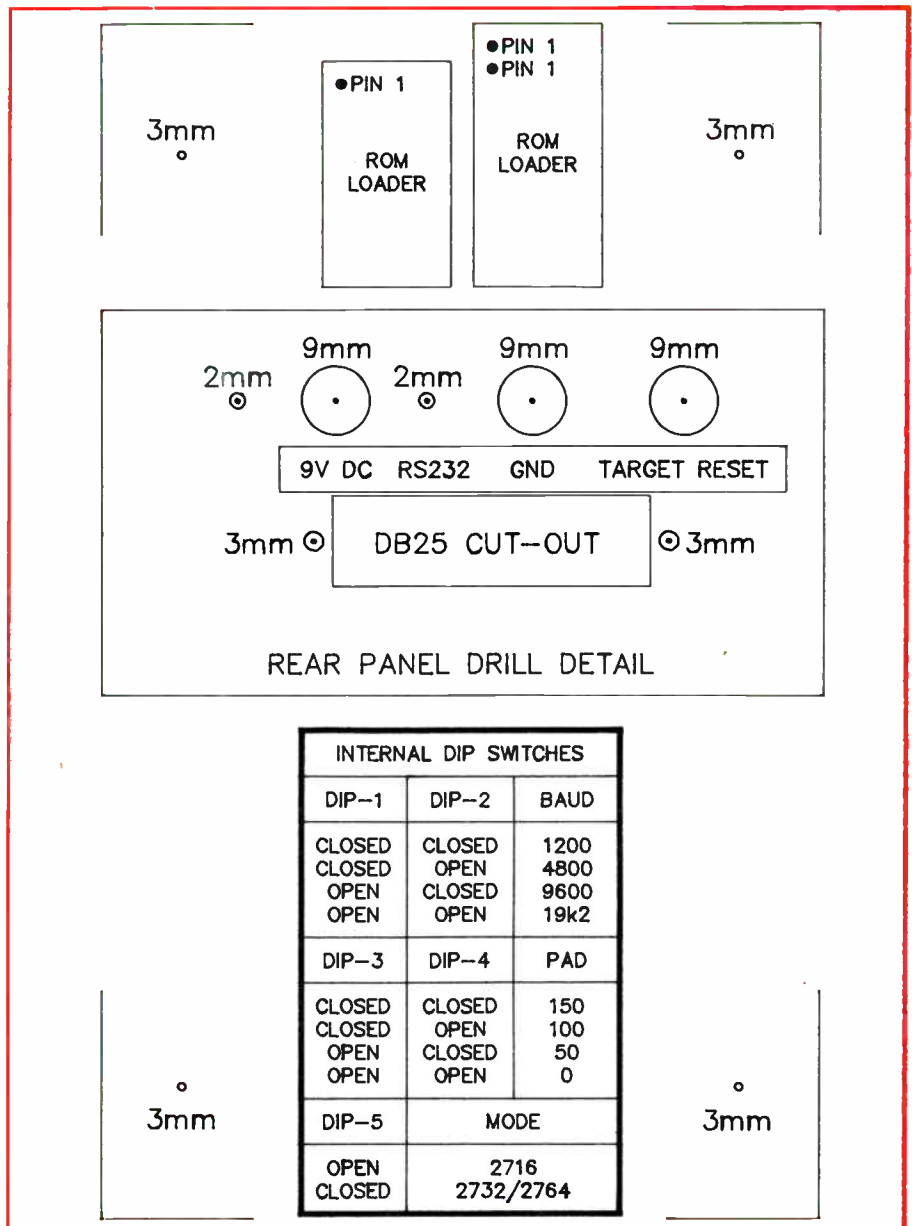 ●PIN 1
ROM
LOADER
●PIN 1
●PIN 1
ROM
LOADER
3mm
3mm
9mm
9mm
9mm
2mm
2mm
9V DC RS232 GND TARGET RESET
3mm
DB25 CUT-OUT
3mm
REAR PANEL DRILL DETAIL
INTERNAL DIP SWITCHES
DIP-1 DIP-2 BAUD
CLOSED CLOSED 1200
CLOSED OPEN 4800
OPEN CLOSED 9600
OPEN OPEN 19k2
DIP-3 DIP-4 PAD
CLOSED CLOSED 150
CLOSED OPEN 100
OPEN CLOSED 50
OPEN OPEN 0
DIP-5 MODE
OPEN 2716
CLOSED 2732/2764
3mm
3mm